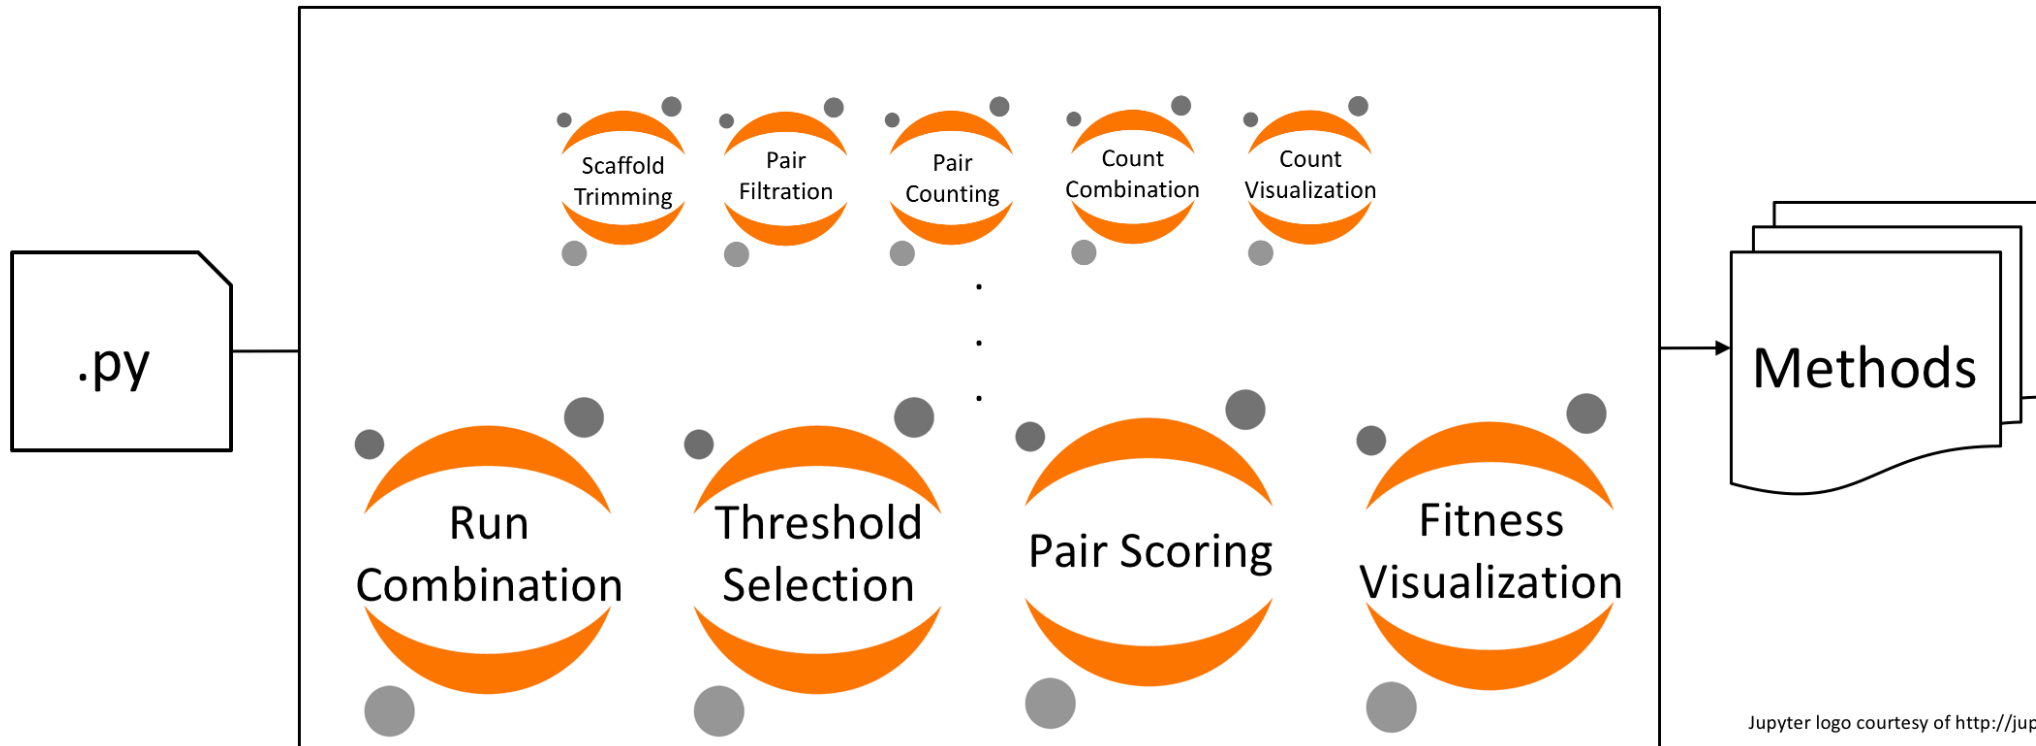 Scaffold
Trimming
Pair
Filtration
Pair
Counting
Count
Combination
Count
Visualization
.py
Methods
Run
Combination
Threshold
Selection
Pair Scoring
Fitness
Visualization
Jupyter logo courtesy of http://jup